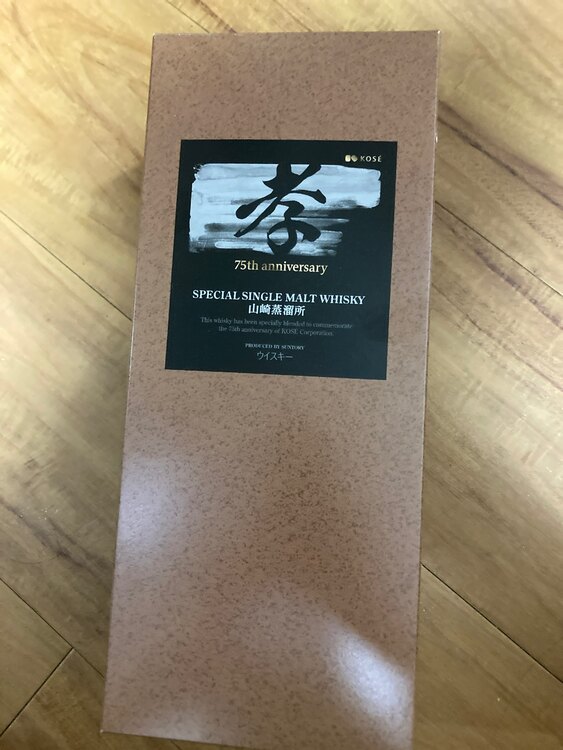 KOSÉ
孝
75th anniversary
SPECIAL SINGLE MALT WHISKY
山崎蒸溜所
This whisky has been specially blended to commemorate
the 75th anniversary of KOSÉ Corporation.
PRODUCED BY SUNTORY
ウイスキー